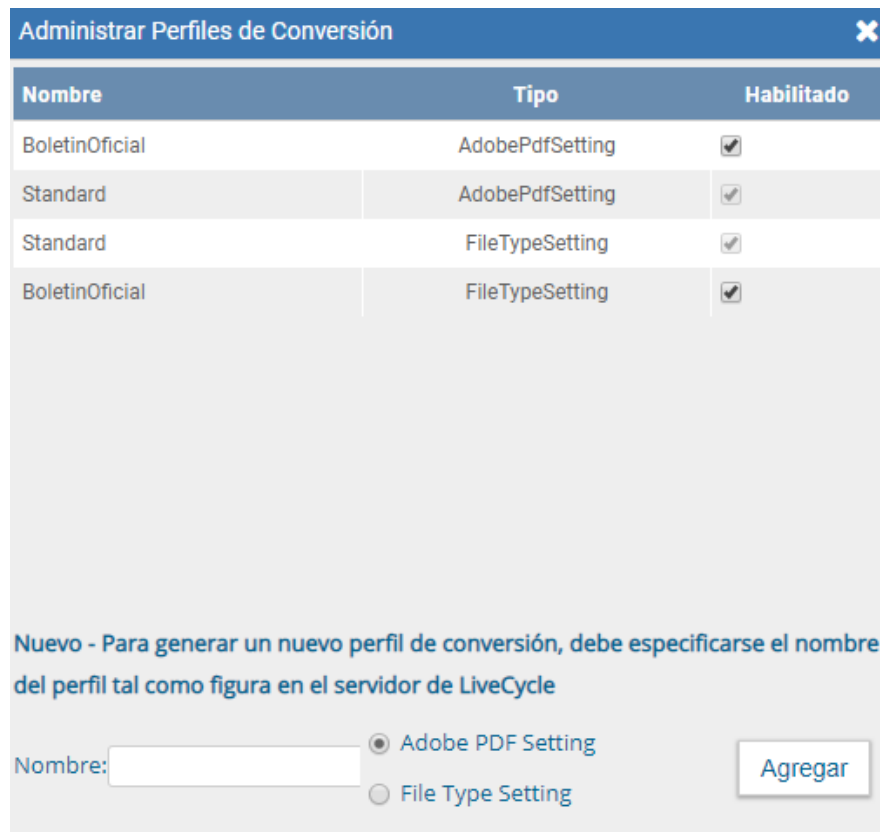 Administrar Perfiles de Conversión
Nombre Tipo Habilitado
BoletinOficial AdobePdfSetting
Standard AdobePdfSetting
Standard FileTypeSetting
BoletinOficial FileTypeSetting
Nuevo - Para generar un nuevo perfil de conversión, debe especificarse el nombre
del perfil tal como figura en el servidor de LiveCycle
Adobe PDF Setting
Nombre: Agregar
File Type Setting